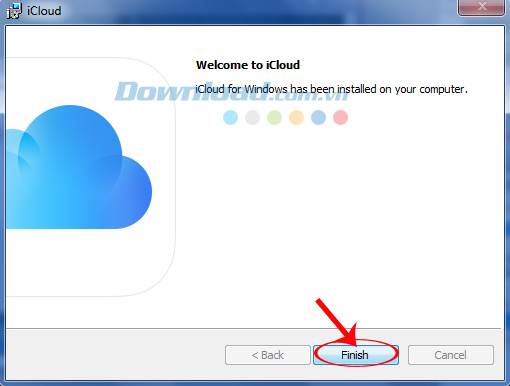 iCloud
Welcome to iCloud
iCloud for Windows has been installed on your computer.
Download.com.vn
< Back
Finish
Cancel